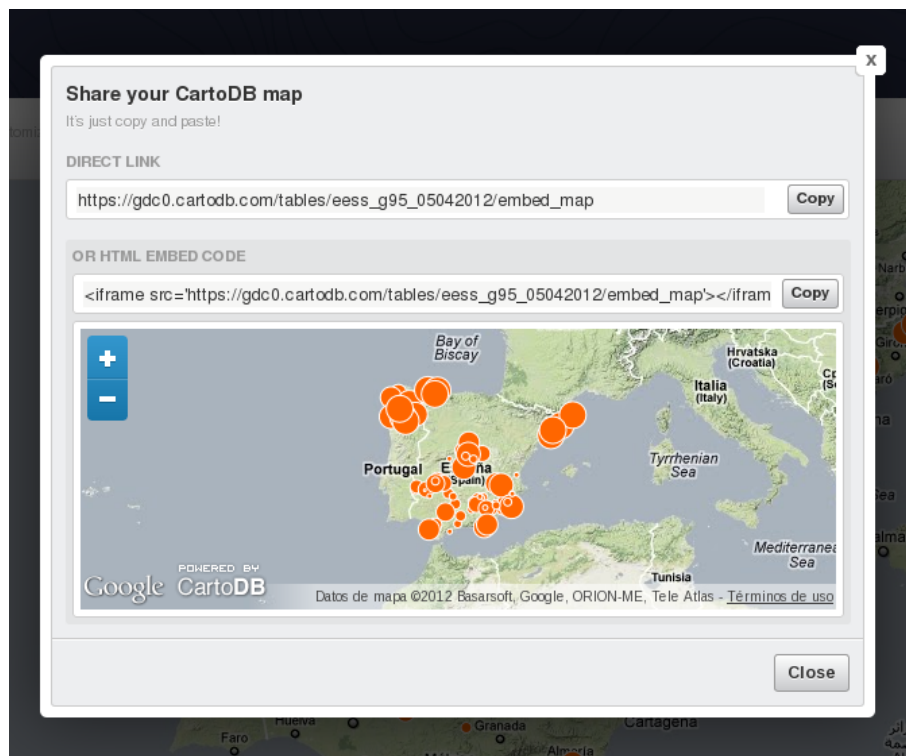 x
Share your CartoDB map
It's just copy and paste!
DIRECT LINK
https://gdc0.cartodb.com/tables/eess_g95_05042012/embed_map
Copy
OR HTML EMBED CODE
<iframe src='https://gdc0.cartodb.com/tables/eess_g95_05042012/embed_map'></ifram
Copy
+
−
Bay of
Biscay
Hrvatska
(Croatia)
Italia
(Italy)
Tyrrhenian
Sea
Portugal
(Spain)
Mediterranea
Sea
Tunisia
POWERED BY
Google CartoDB
Datos de mapa ©2012 Basarsoft, Google, ORION-ME, Tele Atlas - Términos de uso
Close
Huelva
Faro
Granada
Cartagena
Almería